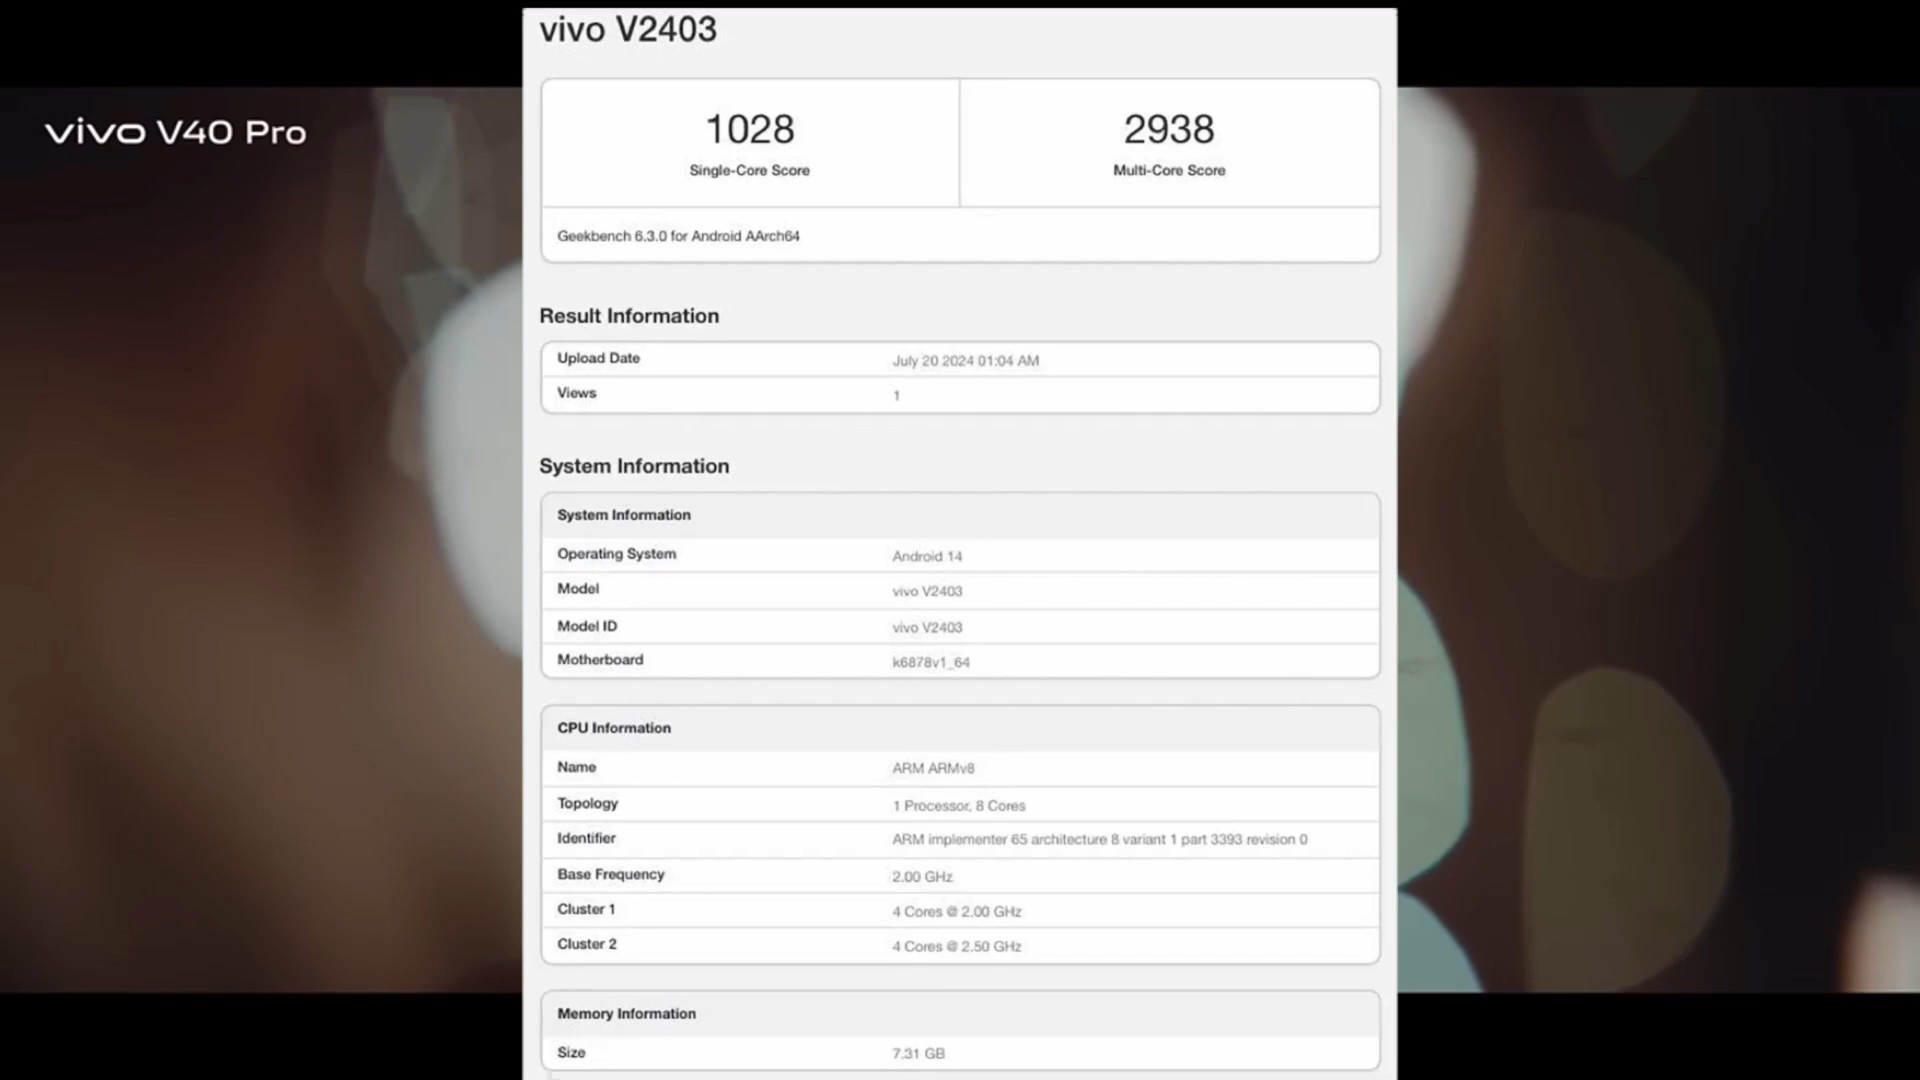 vivo V2403
vivo V40 Pro
1028
Single-Core Score
2938
Multi-Core Score
Geekbench 6.3.0 for Android AArch64
Result Information
Upload Date July 20 2024 01:04 AM
Views 1
System Information
System Information
Operating System Android 14
Model vivo V2403
Model ID vivo V2403
Motherboard k6878v1_64
CPU Information
Name ARM ARMv8
Topology 1 Processor, 8 Cores
Identifier ARM implementer 65 architecture 8 variant 1 part 3393 revision 0
Base Frequency 2.00 GHz
Cluster 1 4 Cores @ 2.00 GHz
Cluster 2 4 Cores @ 2.50 GHz
Memory Information
Size 7.31 GB